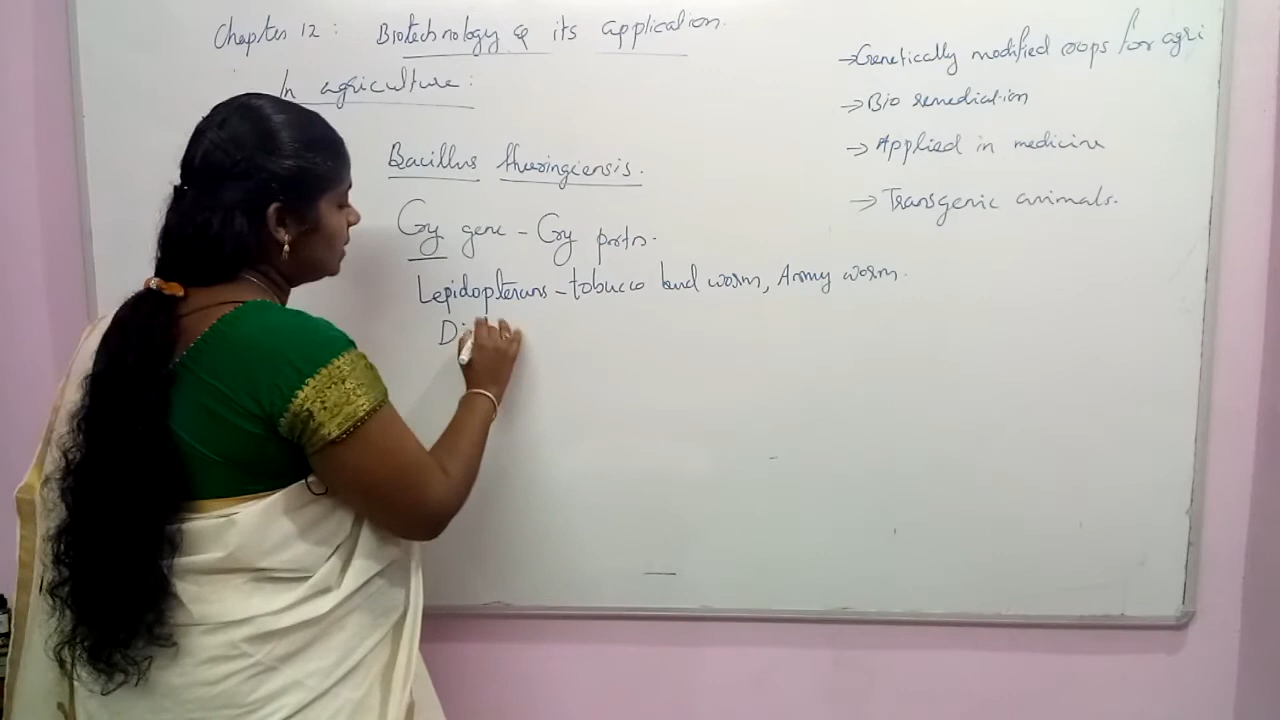 Chapter 12 : Biotechnology & its application.
In agriculture :
Bacillus thuringiensis.
Cry gene - Cry
Lepidopterans - tobucco bud worm, Army worm.
Di
→ Genetically modified crops for agri
→ Bio remediation
→ Applied in medicine
→ Transgenic animals.